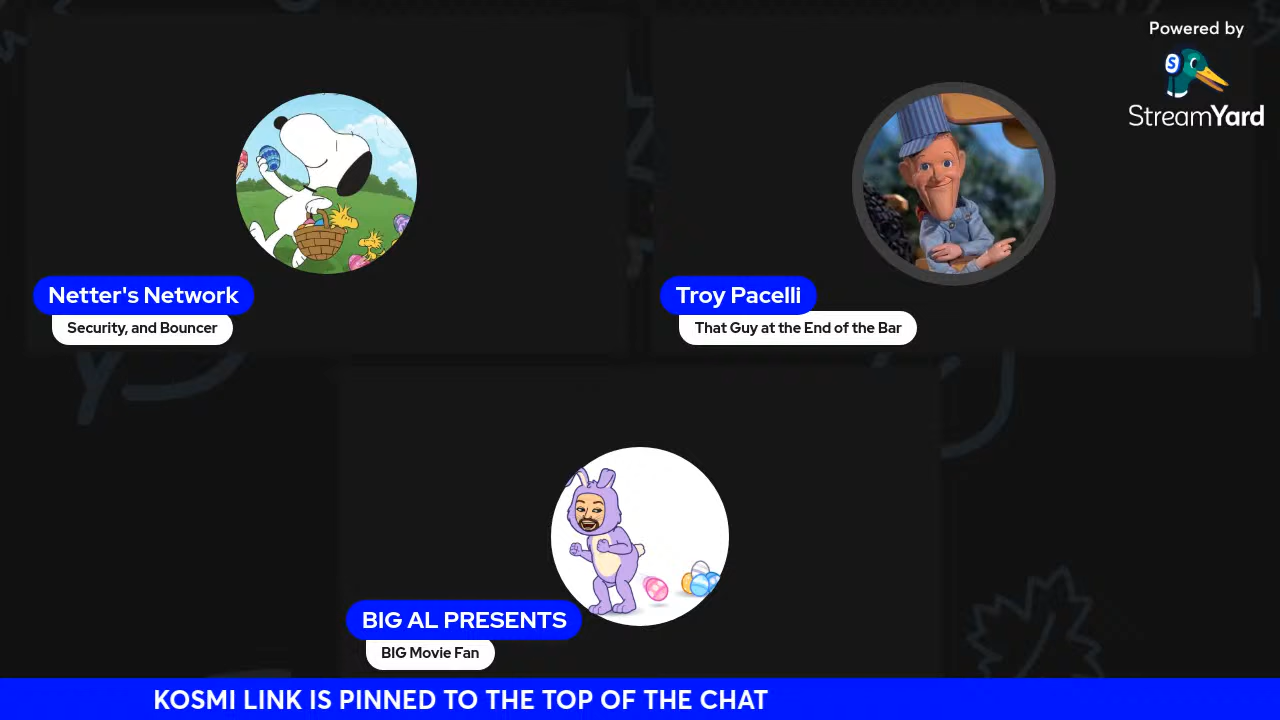 Powered by
S
StreamYard
Netter's Network
Security, and Bouncer
Troy Pacelli
That Guy at the End of the Bar
BIG AL PRESENTS
BIG Movie Fan
KOSMI LINK IS PINNED TO THE TOP OF THE CHAT